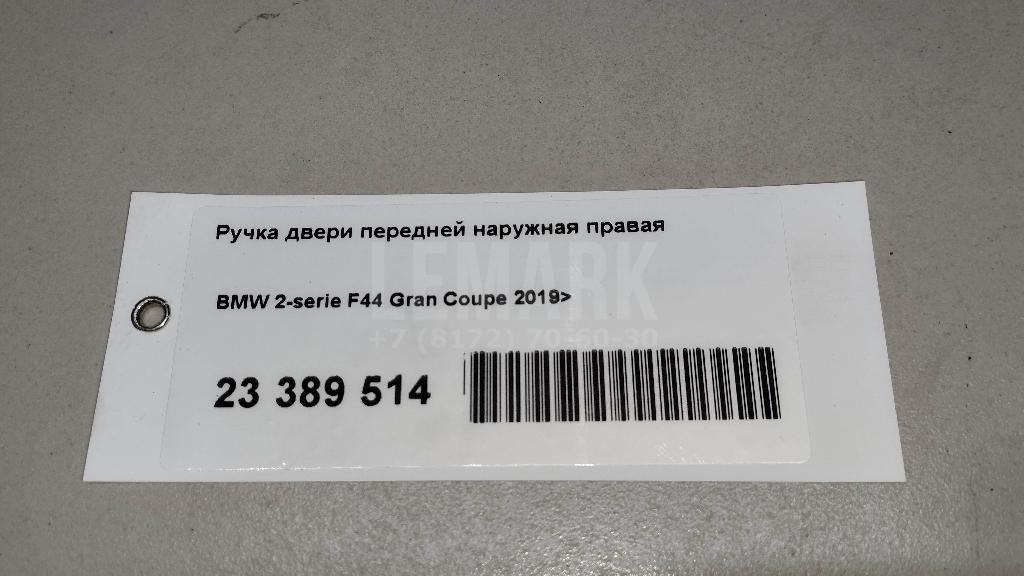 Ручка двери передней наружная правая
LEMARK
BMW 2-serie F44 Gran Coupe 2019>
+7 (8172) 70-60-30
23 389 514